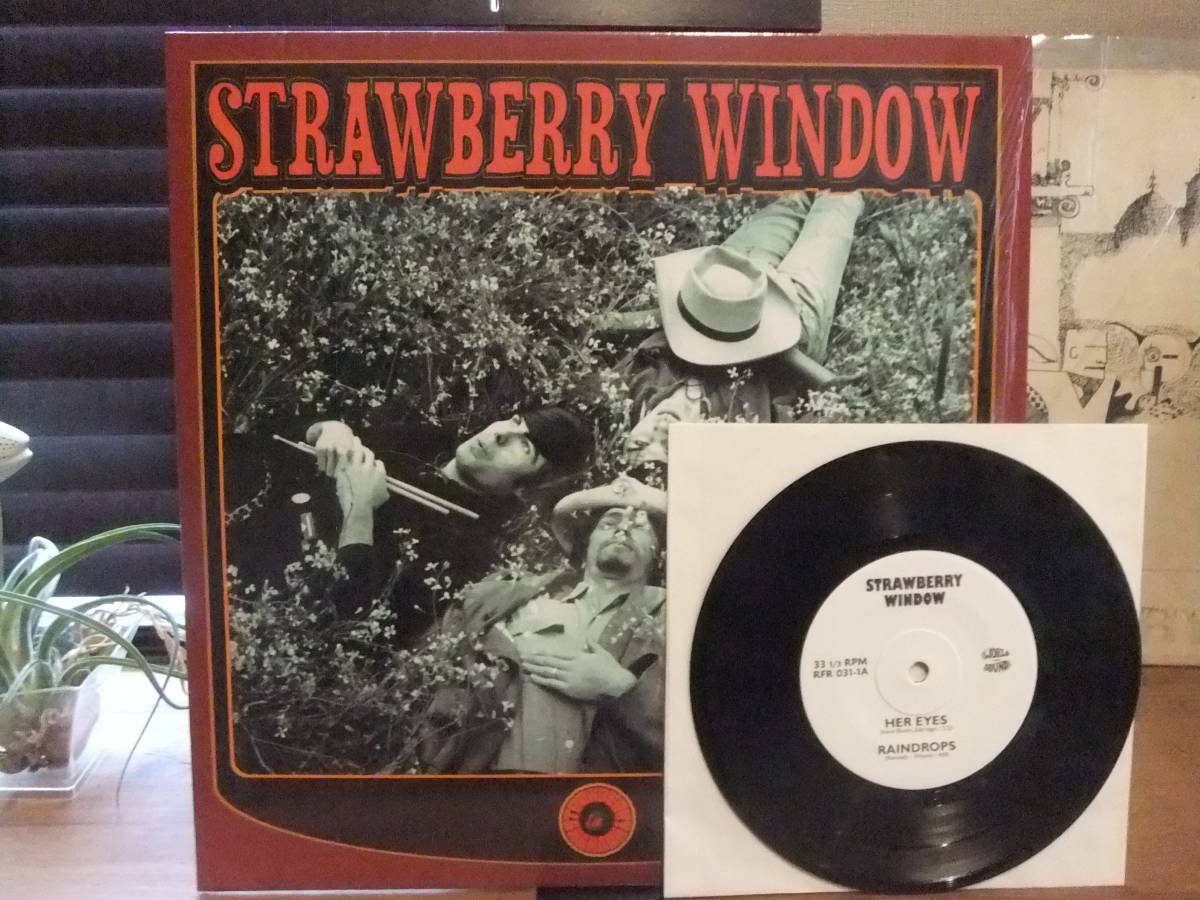 STRAWBERRY WINDOW
STRAWBERRY
WINDOW
33 1/3 RPM
RFR 031-1A
HER EYES
RAINDROPS